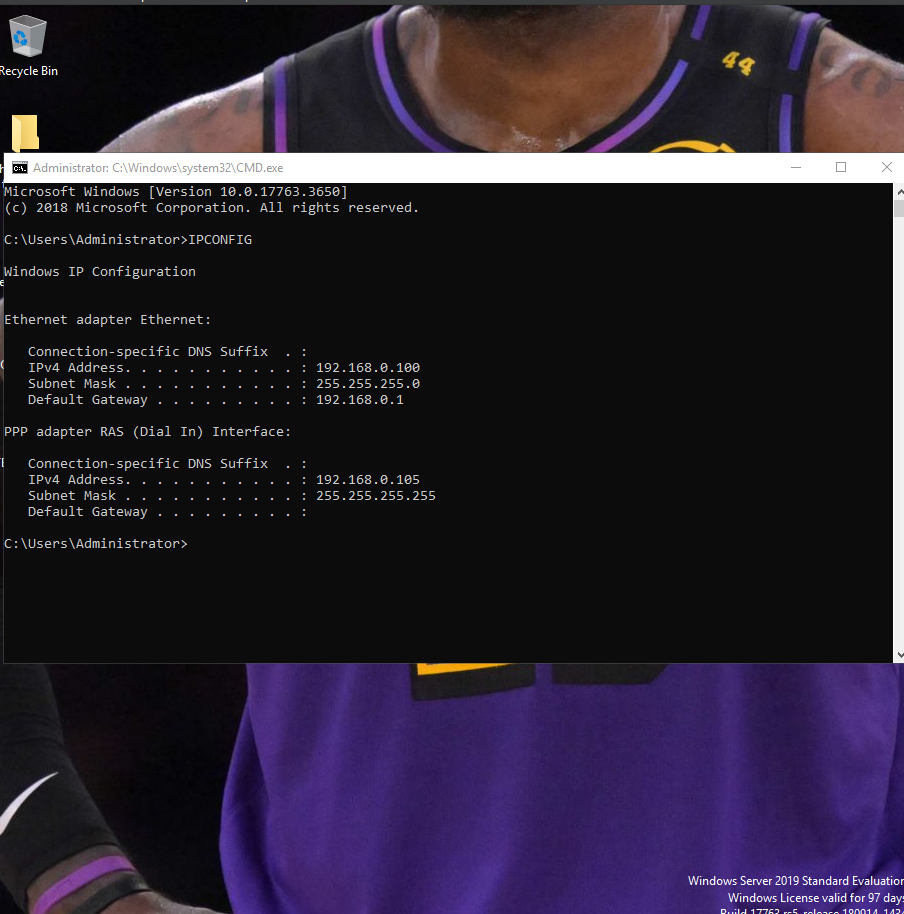 44
Recycle Bin
Administrator: C:\Windows\system32\CMD.exe
Microsoft Windows [Version 10.0.17763.3650]
(c) 2018 Microsoft Corporation. All rights reserved.
C:\Users\Administrator>IPCONFIG
Windows IP Configuration
Ethernet adapter Ethernet:
Connection-specific DNS Suffix  . :
IPv4 Address. . . . . . . . . . . : 192.168.0.100
Subnet Mask . . . . . . . . . . . : 255.255.255.0
Default Gateway . . . . . . . . . : 192.168.0.1
PPP adapter RAS (Dial In) Interface:
Connection-specific DNS Suffix  . :
IPv4 Address. . . . . . . . . . . : 192.168.0.105
Subnet Mask . . . . . . . . . . . : 255.255.255.255
Default Gateway . . . . . . . . . :
C:\Users\Administrator>
Windows Server 2019 Standard Evaluation
Windows License valid for 97 days
Build 17763.rs5_release.180914-143